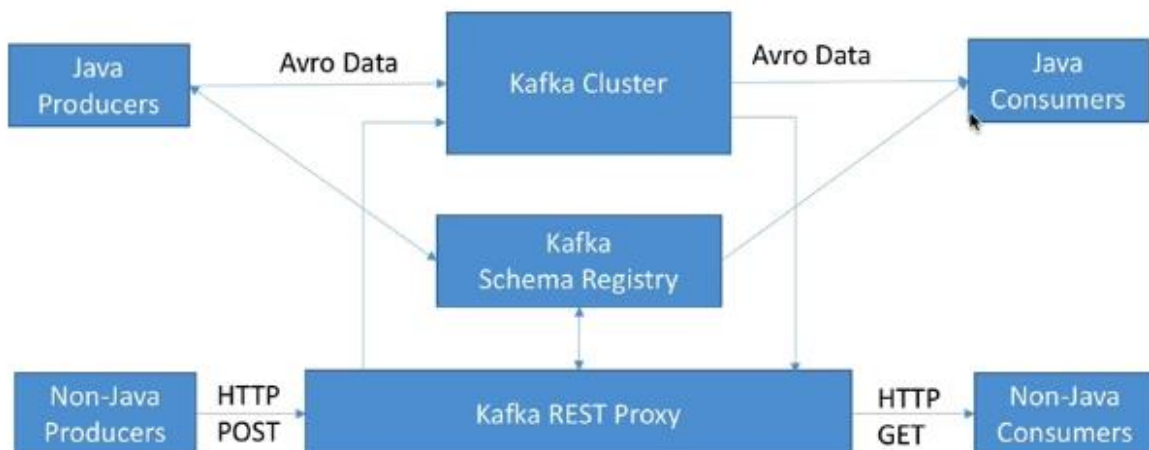 Java
Producers
Avro Data
Kafka Cluster
Avro Data
Java
Consumers
Kafka
Schema Registry
Non-Java
Producers
HTTP
POST
Kafka REST Proxy
HTTP
GET
Non-Java
Consumers